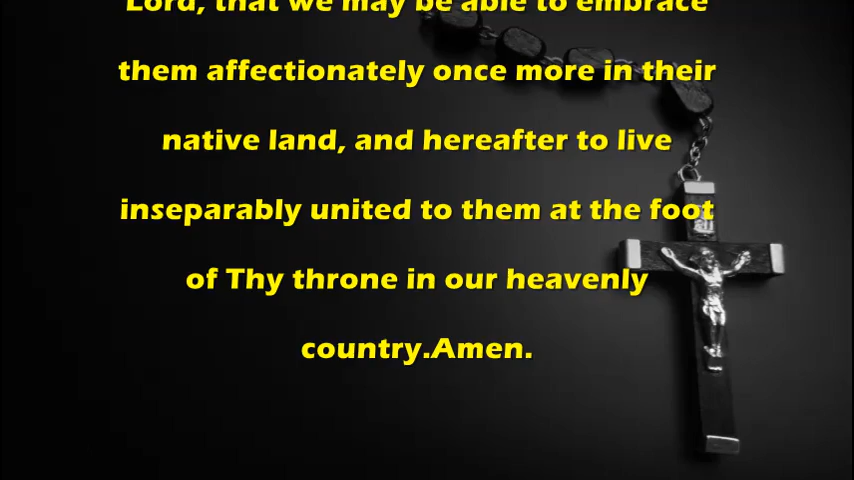 Lord, that we may be able to embrace
them affectionately once more in their
native land, and hereafter to live
inseparably united to them at the foot
of Thy throne in our heavenly
country.Amen.